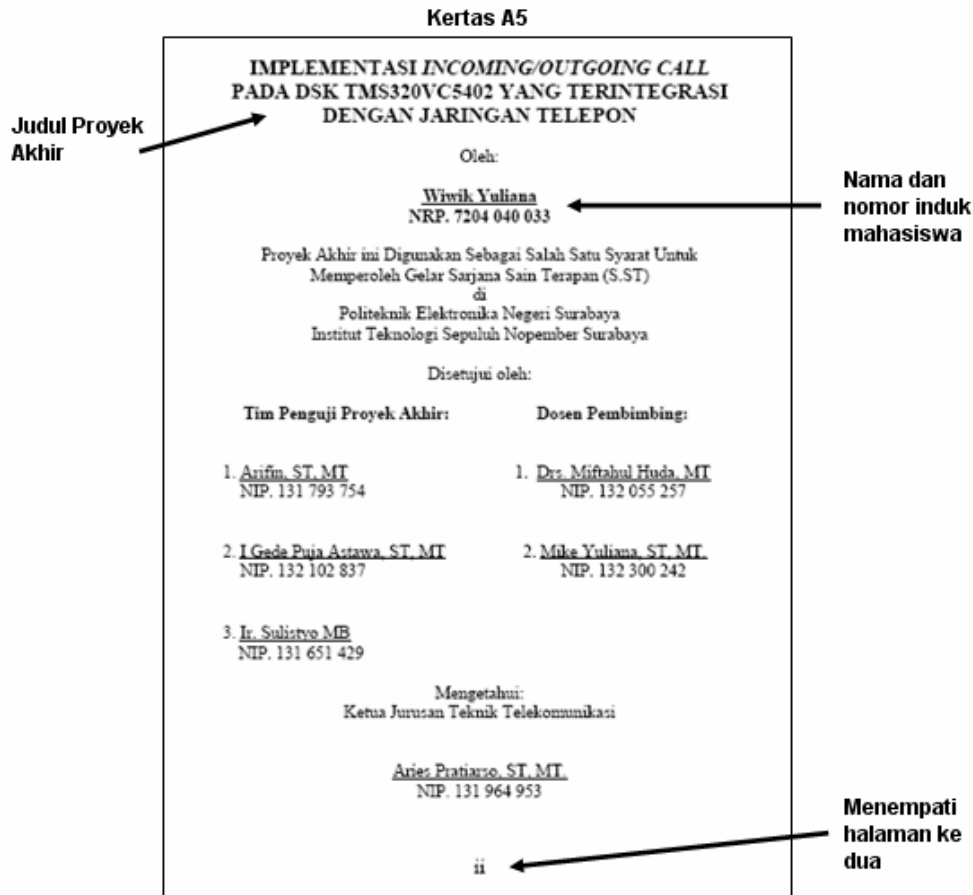 Kertas A5
IMPLEMENTASI INCOMING/OUTGOING CALL
PADA DSK TMS320VC5402 YANG TERINTEGRASI
DENGAN JARINGAN TELEPON
Judul Proyek
Akhir
Oleh:
Wiwik Yuliana
NRP. 7204 040 033
Nama dan
nomor induk
mahasiswa
Proyek Akhir ini Digunakan Sebagai Salah Satu Syarat Untuk
Memperoleh Gelar Sarjana Sain Terapan (S.ST)
di
Politeknik Elektronika Negeri Surabaya
Institut Teknologi Sepuluh Nopember Surabaya
Disetujui oleh:
Tim Penguji Proyek Akhir: Dosen Pembimbing:
1. Arifin, ST, MT 1. Drs. Miftahul Huda, MT
NIP. 131 793 754 NIP. 132 055 257
2. I Gede Puja Astawa, ST, MT 2. Mike Yuliana, ST, MT.
NIP. 132 102 837 NIP. 132 300 242
3. Ir. Sulistyo MB
NIP. 131 651 429
Mengetahui:
Ketua Jurusan Teknik Telekomunikasi
Aries Pratiarso, ST, MT.
NIP. 131 964 953
Menempati
halaman ke
dua
ii